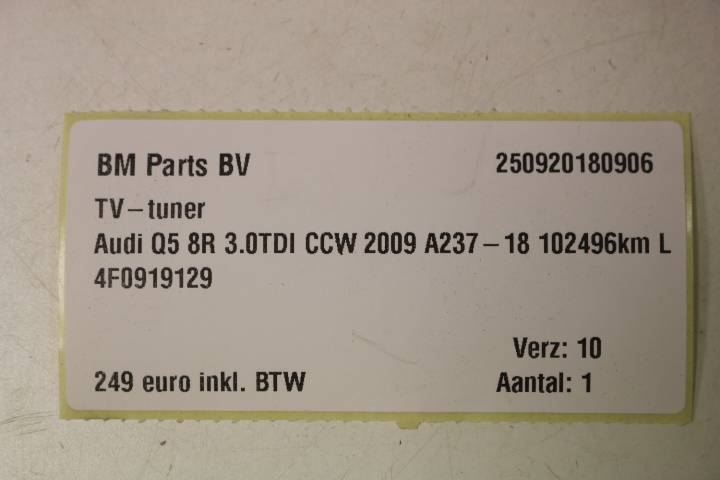 BM Parts BV 250920180906
TV-tuner
Audi Q5 8R 3.0TDI CCW 2009 A237-18 102496km L
4F0919129
Verz: 10
249 euro inkl. BTW Aantal: 1